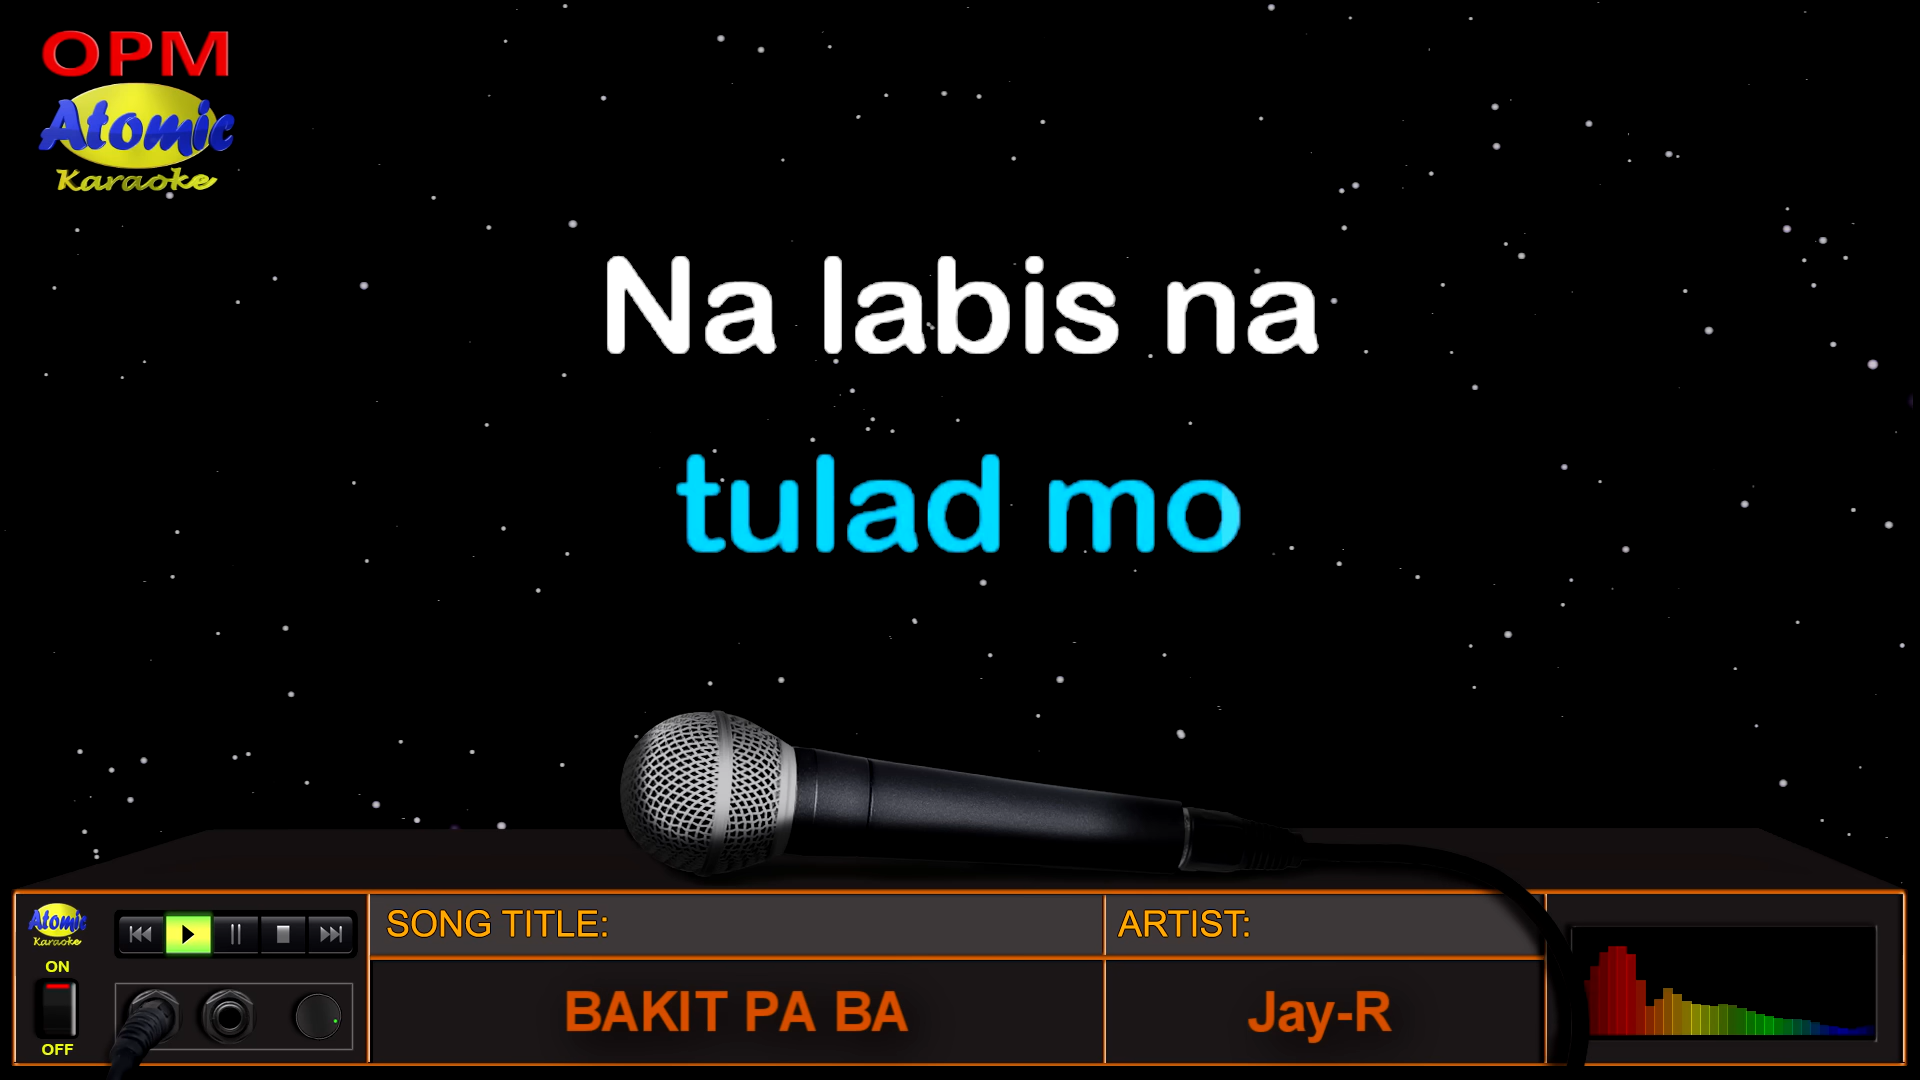 OPM
Atomic
Karaoke
Na labis na
tulad mo
Atomic
Karaoke
ON
OFF
SONG TITLE:
ARTIST:
BAKIT PA BA
Jay-R